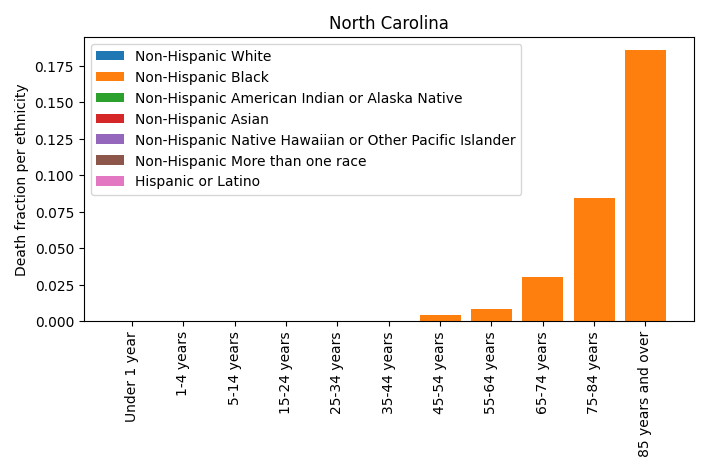 North Carolina
Non-Hispanic White
Non-Hispanic Black
Non-Hispanic American Indian or Alaska Native
Non-Hispanic Asian
Non-Hispanic Native Hawaiian or Other Pacific Islander
Non-Hispanic More than one race
Hispanic or Latino
Death fraction per ethnicity
0.175
0.150
0.125
0.100
0.075
0.050
0.025
0.000
Under 1 year
1-4 years
5-14 years
15-24 years
25-34 years
35-44 years
45-54 years
55-64 years
65-74 years
75-84 years
85 years and over